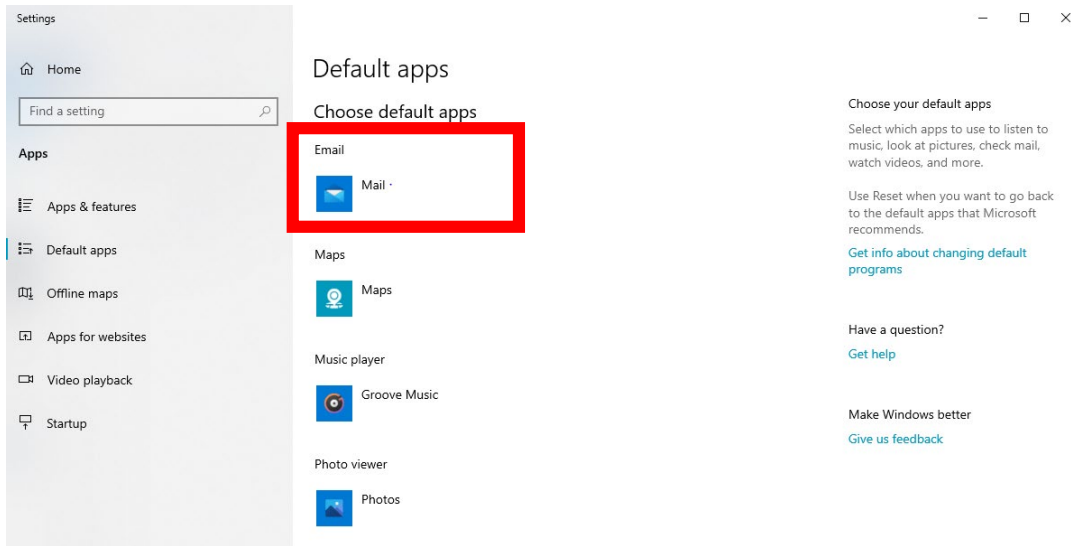 Settings
Home
Find a setting
Apps
Apps & features
Default apps
Offline maps
Apps for websites
Video playback
Startup
Default apps
Choose default apps
Email
Mail
Maps
Maps
Music player
Groove Music
Photo viewer
Photos
Choose your default apps
Select which apps to use to listen to
music, look at pictures, check mail,
watch videos, and more.
Use Reset when you want to go back
to the default apps that Microsoft
recommends.
Get info about changing default
programs
Have a question?
Get help
Make Windows better
Give us feedback